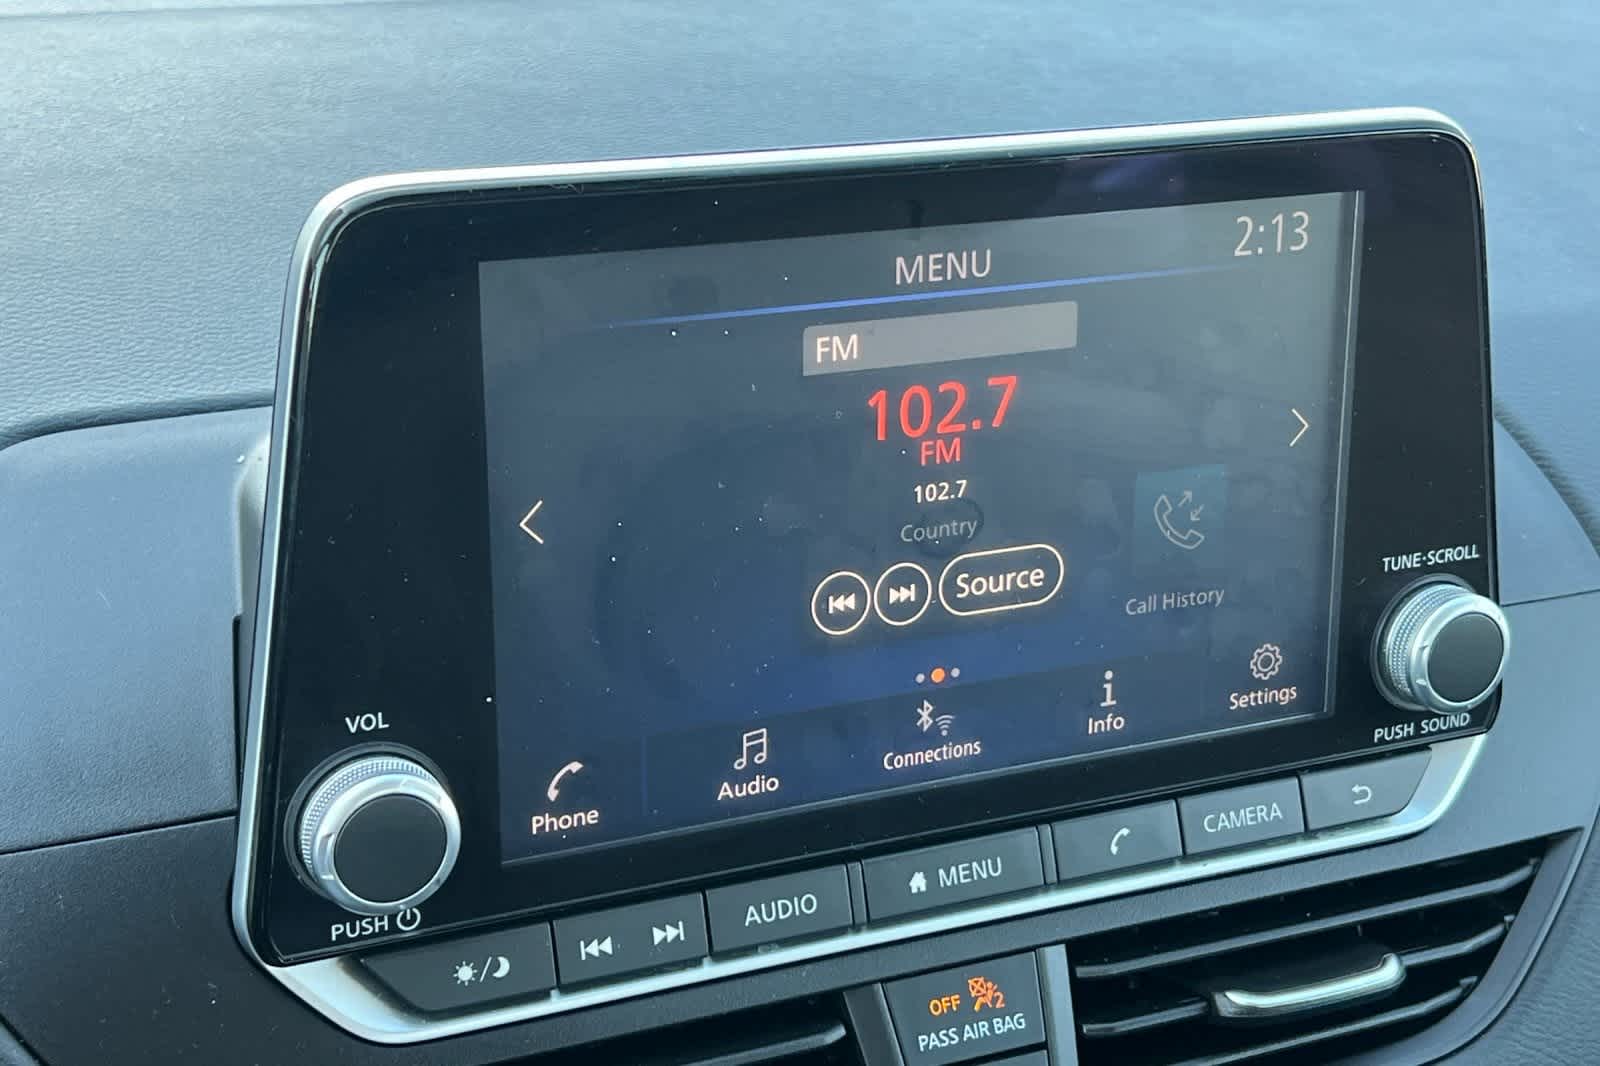 2:13
MENU
FM
102.7
FM
102.7
Country
Source
Call History
Phone
Audio
Connections
Info
Settings
VOL
PUSH
TUNE·SCROLL
PUSH SOUND
AUDIO
MENU
CAMERA
OFF 2
PASS AIR BAG